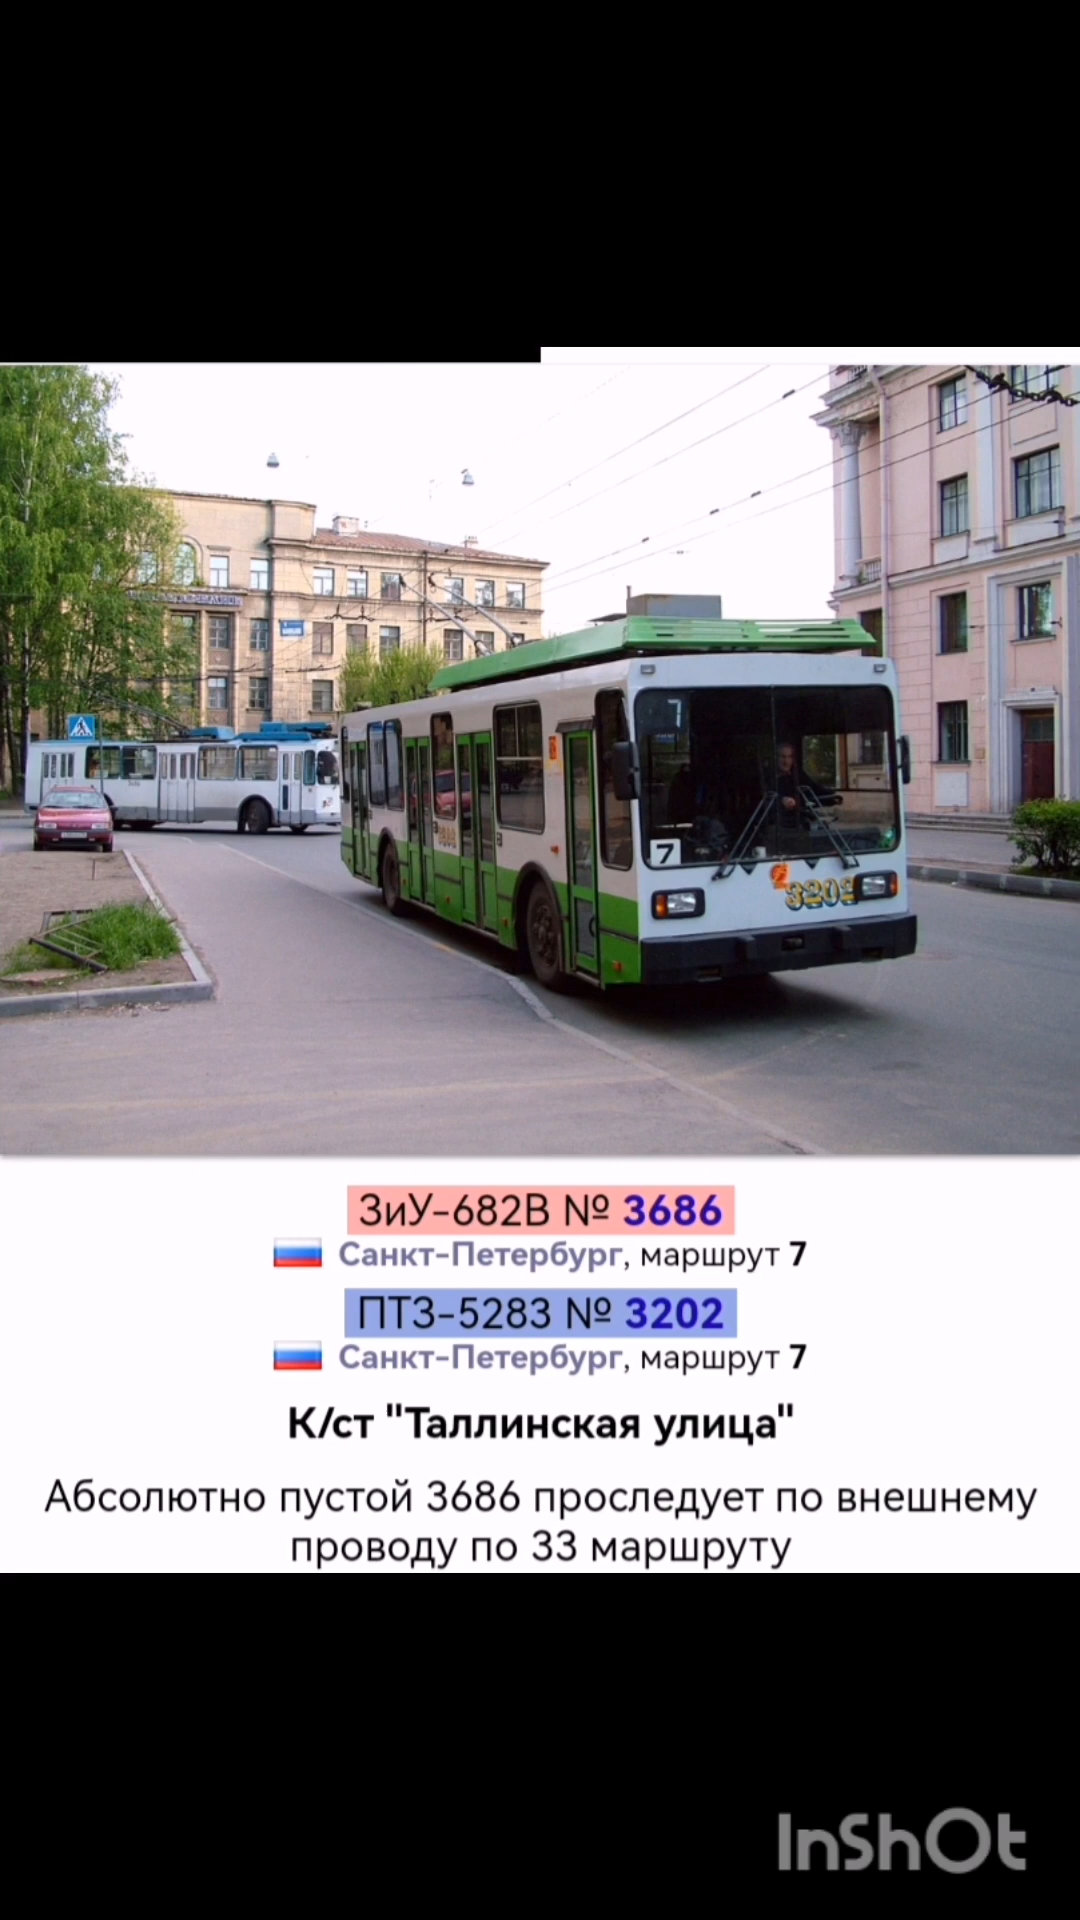 7
7
3202
ЗиУ-682В № 3686
Санкт-Петербург, маршрут 7
ПТЗ-5283 № 3202
Санкт-Петербург, маршрут 7
К/ст "Таллинская улица"
Абсолютно пустой 3686 проследует по внешнему
проводу по 33 маршруту
InShOt